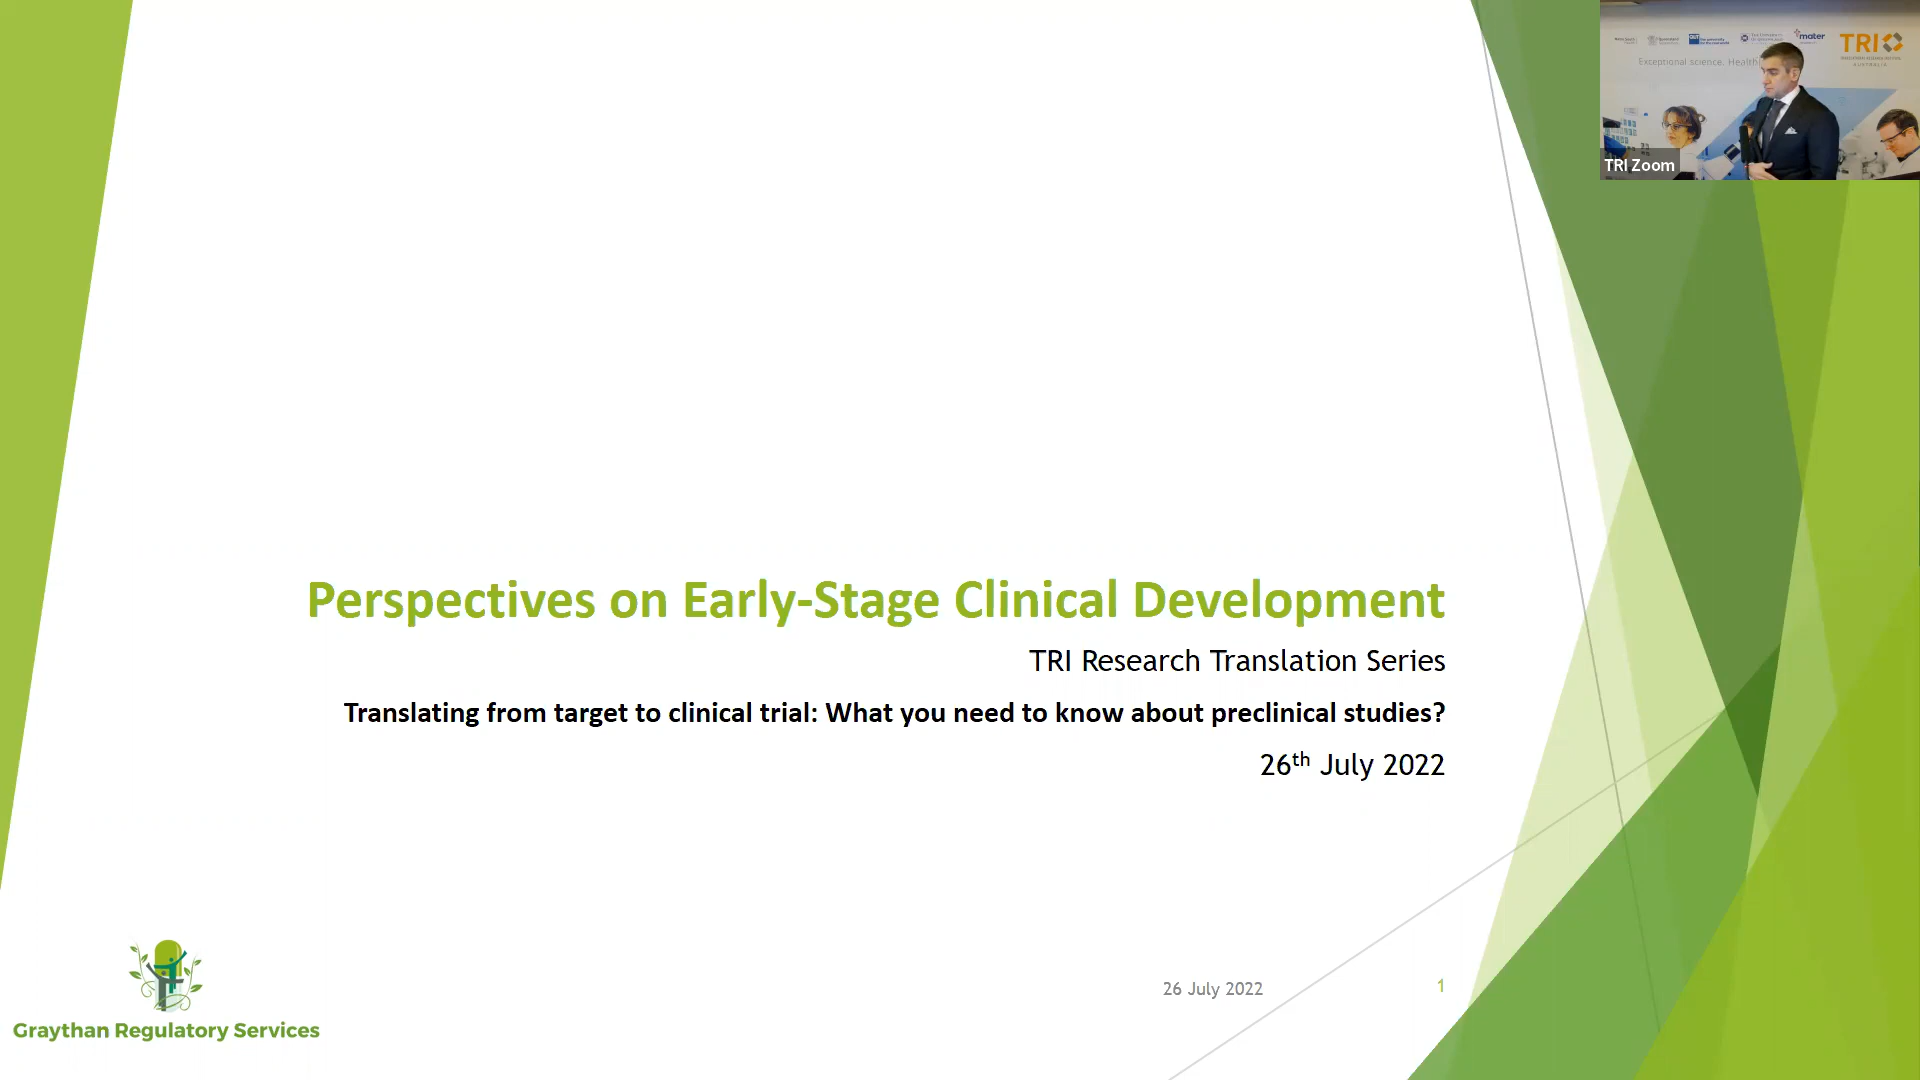 mater
TRI
Exceptional science. Health
AUSTRALIA
TRI Zoom
Perspectives on Early-Stage Clinical Development
TRI Research Translation Series
Translating from target to clinical trial: What you need to know about preclinical studies?
26th July 2022
26 July 2022
1
Graythan Regulatory Services